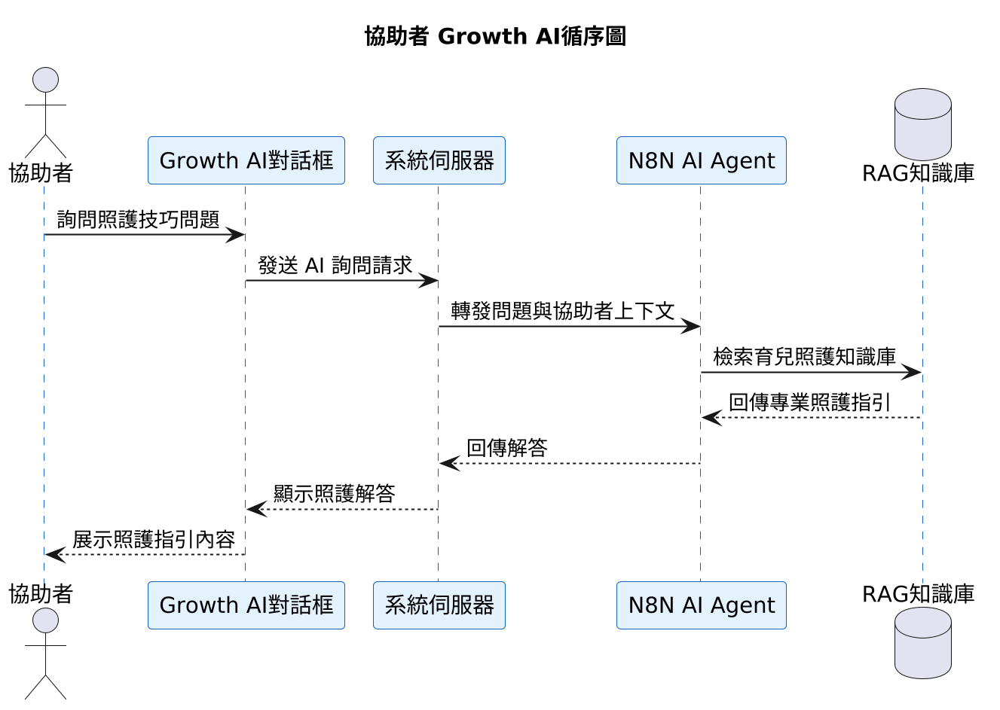 協助者 Growth AI循序圖
協助者
Growth AI對話框
系統伺服器
N8N AI Agent
RAG知識庫
詢問照護技巧問題
發送 AI 詢問請求
轉發問題與協助者上下文
檢索育兒照護知識庫
回傳專業照護指引
回傳解答
顯示照護解答
展示照護指引內容
協助者
Growth AI對話框
系統伺服器
N8N AI Agent
RAG知識庫